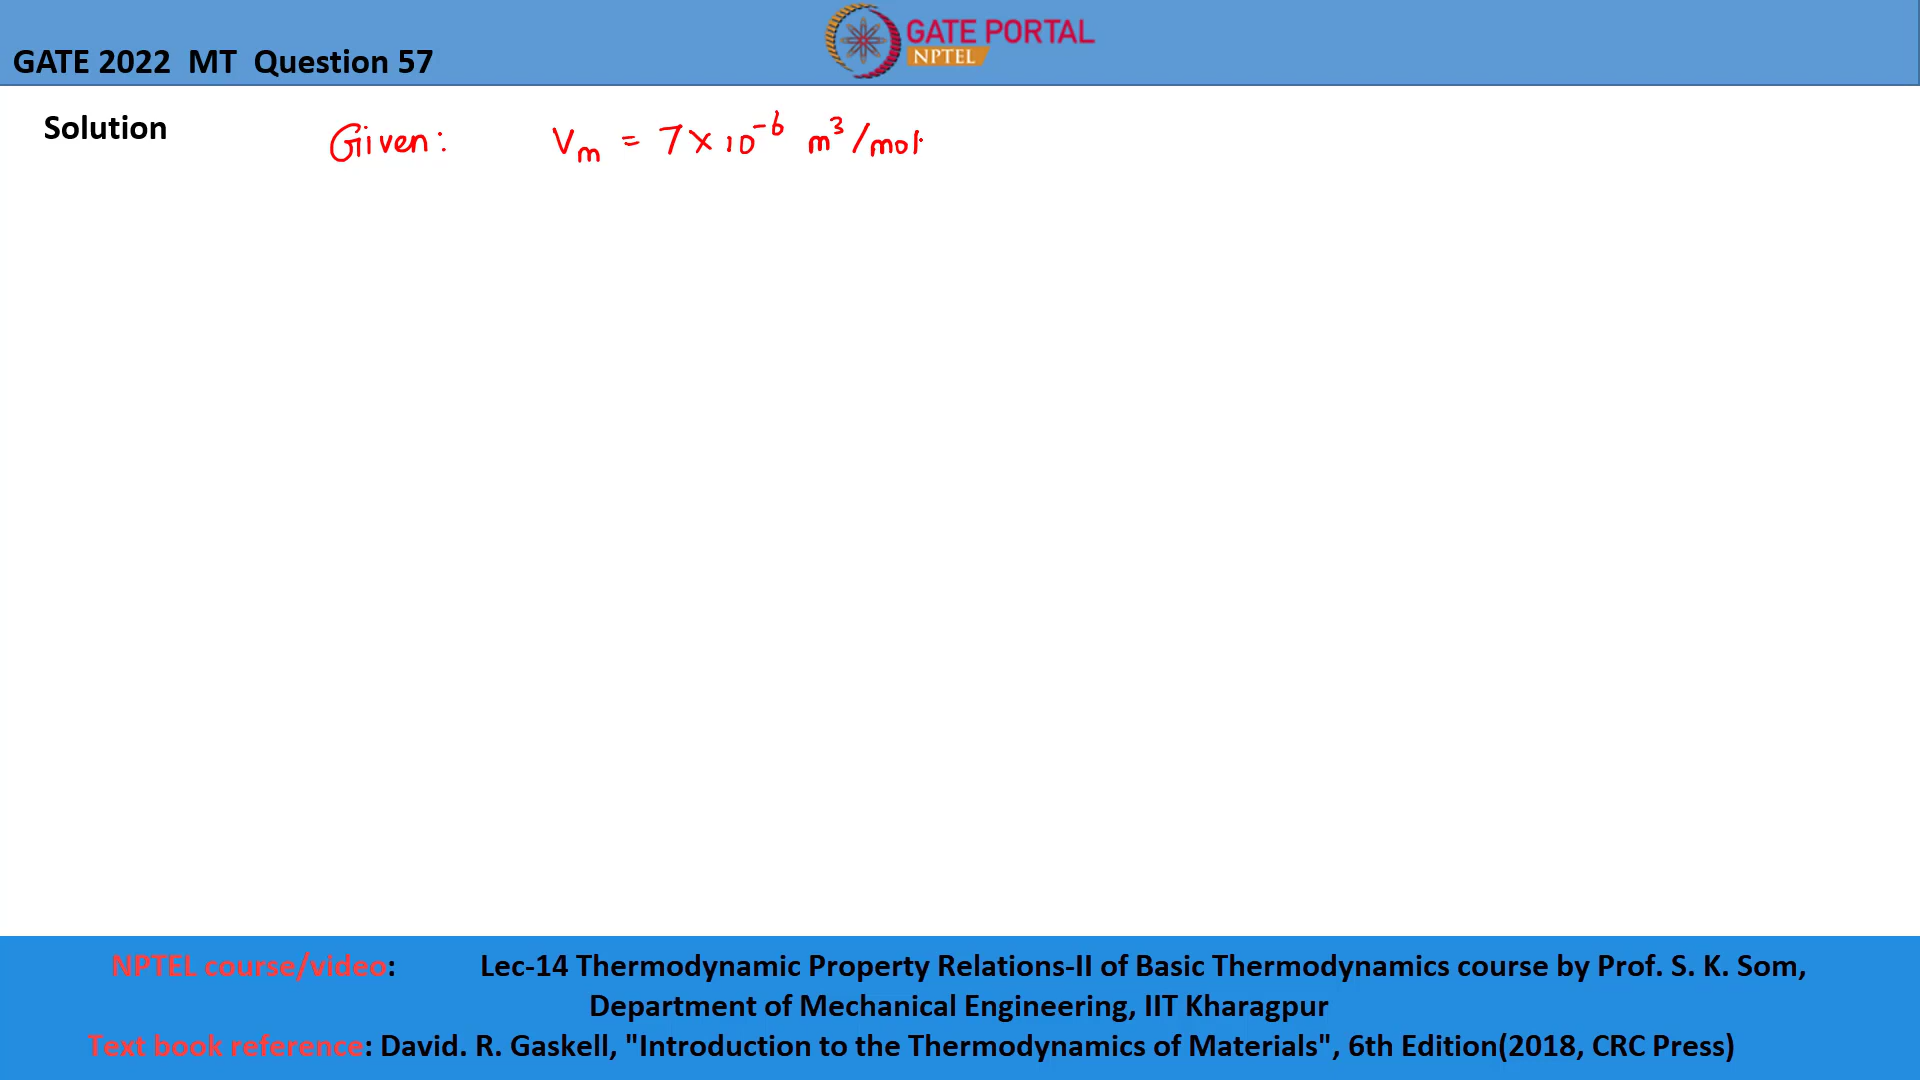 GATE PORTAL
NPTEL
GATE 2022 MT Question 57
Solution
Given: Vm = 7 × 10⁻⁶ m³/mol
NPTEL course/video: Lec-14 Thermodynamic Property Relations-II of Basic Thermodynamics course by Prof. S. K. Som,
Department of Mechanical Engineering, IIT Kharagpur
Text book reference: David. R. Gaskell, "Introduction to the Thermodynamics of Materials", 6th Edition(2018, CRC Press)